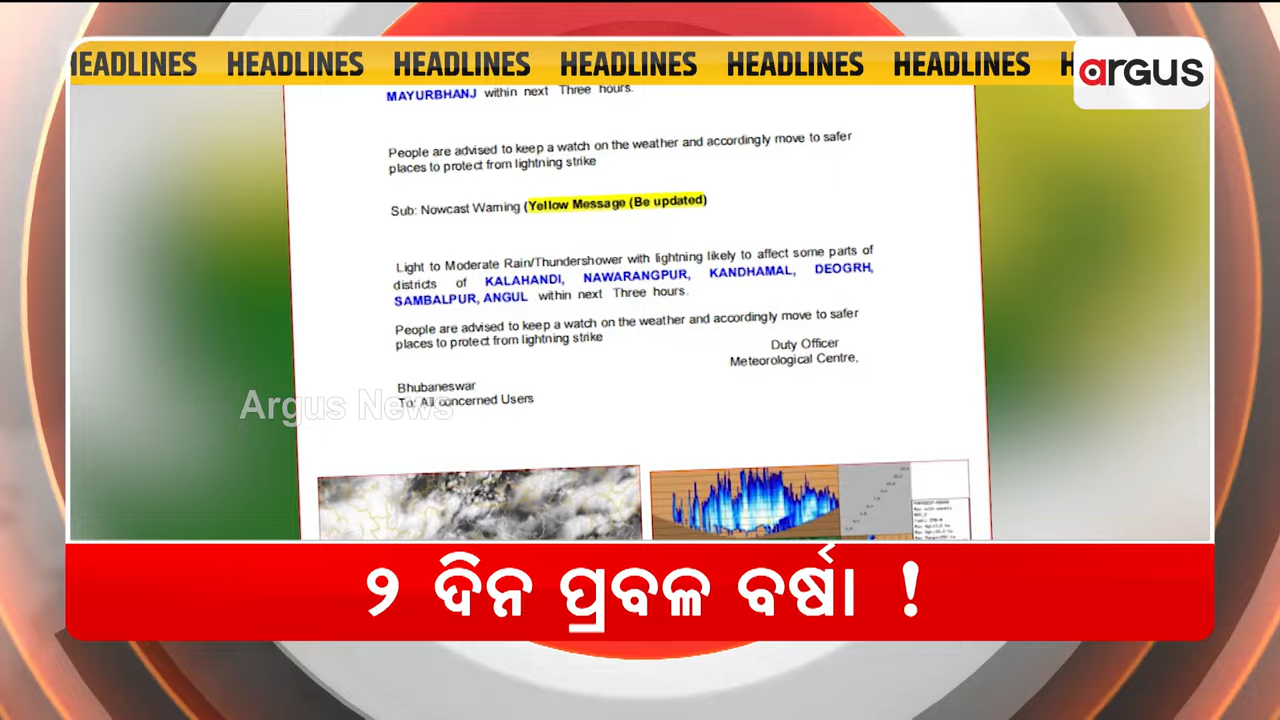 HEADLINES HEADLINES HEADLINES HEADLINES HEADLINES HEADLINES
argus
MAYURBHANJ within next Three hours.
People are advised to keep a watch on the weather and accordingly move to safer
places to protect from lightning strike
Sub: Nowcast Warning (Yellow Message (Be updated)
Light to Moderate Rain/Thundershower with lightning likely to affect some parts of
districts of KALAHANDI, NAWARANGPUR, KANDHAMAL, DEOGRH,
SAMBALPUR, ANGUL within next Three hours.
People are advised to keep a watch on the weather and accordingly move to safer
places to protect from lightning strike
Duty Officer
Meteorological Centre,
Bhubaneswar
To: All concerned Users
Argus News
୨ ଦିନ ପ୍ରବଳ ବର୍ଷା !